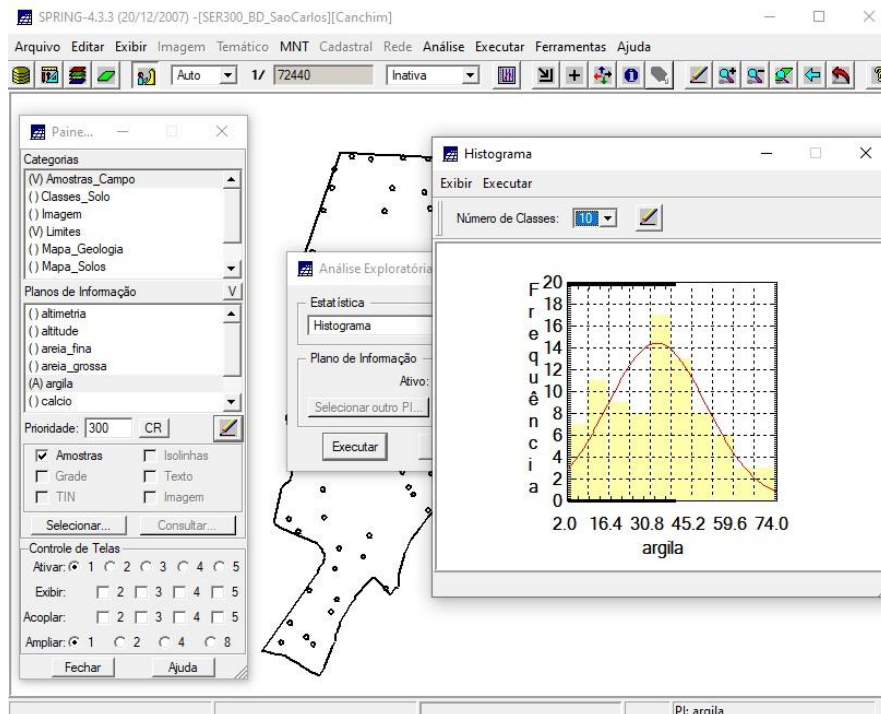 SPRING-4.3.3 (20/12/2007) -[SER300_BD_SaoCarlos][Canchim]
Arquivo Editar Exibir Imagem Temático MNT Cadastral Rede Análise Executar Ferramentas Ajuda
Auto 1/ 72440 Inativa
Paine...
Categorias
(V) Amostras_Campo
( ) Classes_Solo
( ) Imagem
(V) Limites
( ) Mapa_Geologia
( ) Mapa_Solos
Planos de Informação V
( ) altimetria
( ) altitude
( ) areia_fina
( ) areia_grossa
(A) argila
( ) calcio
Prioridade: 300 CR
Amostras Isolinhas
Grade Texto
TIN Imagem
Selecionar... Consultar...
Controle de Telas
Ativar: 1 2 3 4 5
Exibir: 2 3 4 5
Acoplar: 2 3 4 5
Ampliar: 1 2 4 8
Fechar Ajuda
Análise Exploratória
Estatística
Histograma
Plano de Informação
Ativo:
Selecionar outro PI...
Executar
Histograma
Exibir Executar
Número de Classes: 10
Frequência
20
18
16
14
12
10
8
6
4
2
0
2.0 16.4 30.8 45.2 59.6 74.0
argila
PI: argila